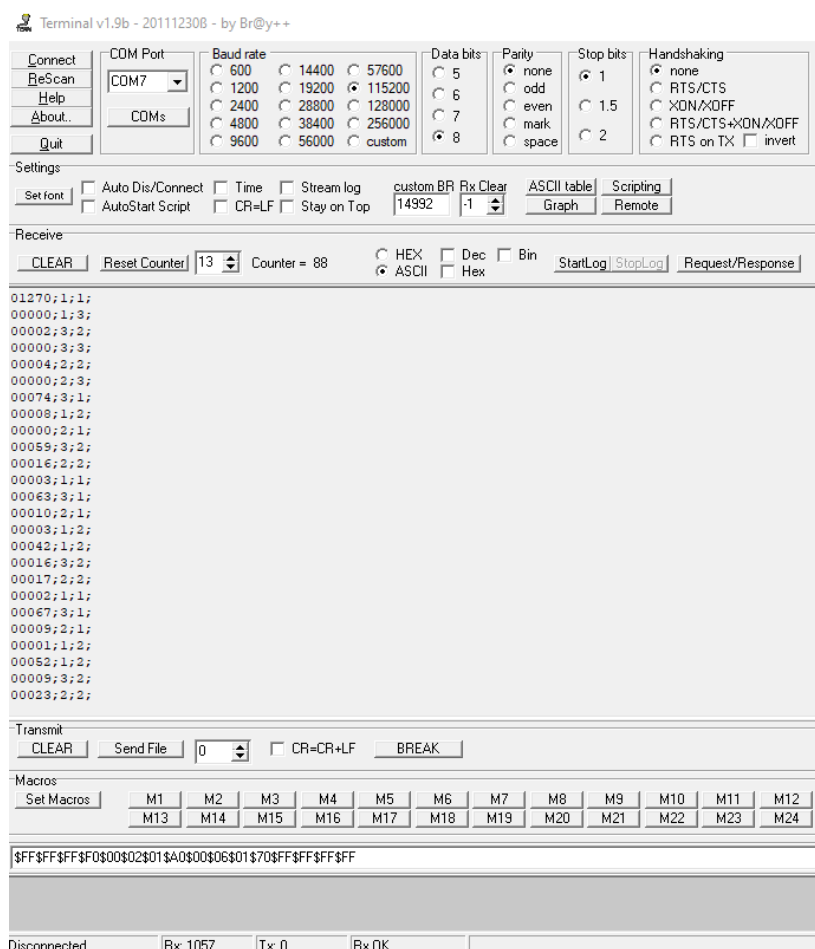 Terminal v1.9b - 20111230ß - by Br@y++
Connect
ReScan
Help
About..
Quit
COM Port
COM7
COMs
Baud rate
600 14400 57600
1200 19200 115200
2400 28800 128000
4800 38400 256000
9600 56000 custom
Data bits
5
6
7
8
Parity
none
odd
even
mark
space
Stop bits
1
1.5
2
Handshaking
none
RTS/CTS
XON/XOFF
RTS/CTS+XON/XOFF
RTS on TX invert
Settings
Set font
Auto Dis/Connect Time Stream log
AutoStart Script CR=LF Stay on Top
custom BR Rx Clear
14992 -1
ASCII table Scripting
Graph Remote
Receive
CLEAR Reset Counter 13 Counter = 88
HEX Dec Bin
ASCII Hex
StartLog StopLog Request/Response
01270;1;1;
00000;1;3;
00002;3;2;
00000;3;3;
00004;2;2;
00000;2;3;
00074;3;1;
00008;1;2;
00000;2;1;
00059;3;2;
00016;2;2;
00003;1;1;
00063;3;1;
00010;2;1;
00003;1;2;
00042;1;2;
00016;3;2;
00017;2;2;
00002;1;1;
00067;3;1;
00009;2;1;
00001;1;2;
00052;1;2;
00009;3;2;
00023;2;2;
Transmit
CLEAR Send File 0 CR=CR+LF BREAK
Macros
Set Macros M1 M2 M3 M4 M5 M6 M7 M8 M9 M10 M11 M12
M13 M14 M15 M16 M17 M18 M19 M20 M21 M22 M23 M24
$FF$FF$FF$F0$00$02$01$A0$00$06$01$70$FF$FF$FF$FF
Disconnected Rx: 1057 Tx: 0 Rx OK